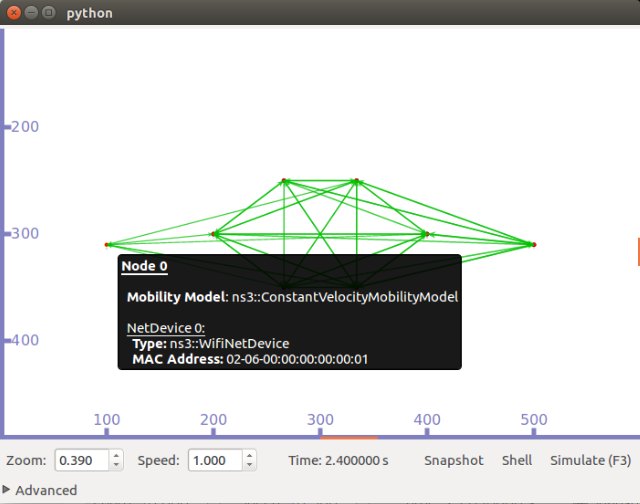 python
200
300
400
Node 0
Mobility Model: ns3::ConstantVelocityMobilityModel
NetDevice 0:
Type: ns3::WifiNetDevice
MAC Address: 02-06-00:00:00:00:00:01
100 200 300 400 500
Zoom: 0.390 Speed: 1.000 Time: 2.400000 s Snapshot Shell Simulate (F3)
Advanced